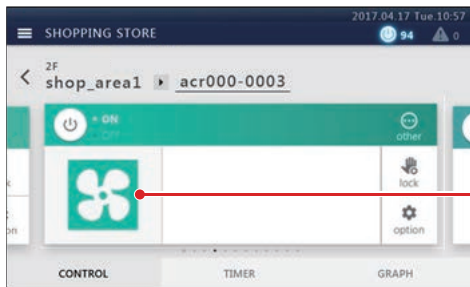 2017.04.17 Tue.10:57
SHOPPING STORE
94
0
2F
shop_area1 acr000-0003
ON
OFF
other
lock
option
CONTROL
TIMER
GRAPH